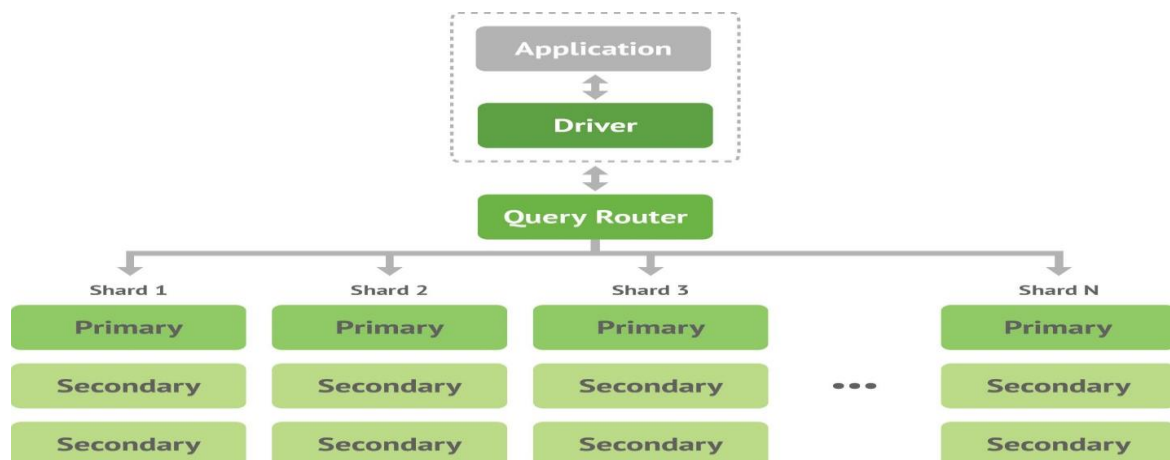 Application
Driver
Query Router
Shard 1 Shard 2 Shard 3 Shard N
Primary Primary Primary Primary
Secondary Secondary Secondary ... Secondary
Secondary Secondary Secondary Secondary